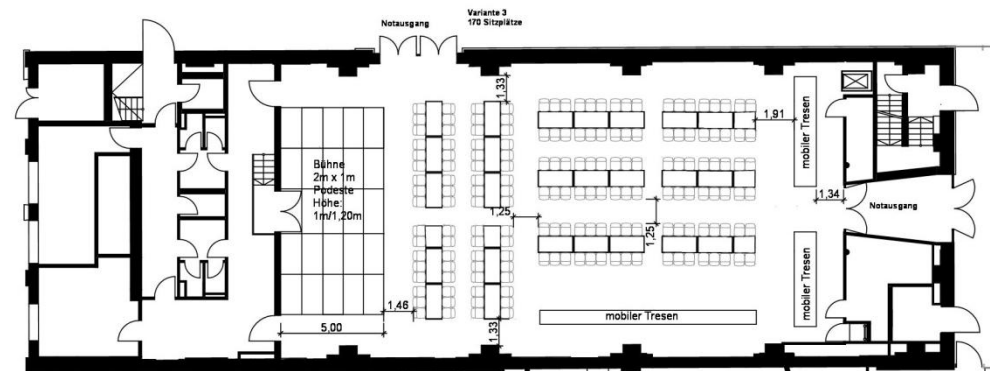 Variante 3
170 Sitzplätze
Notausgang
1,33
1,91
mobiler Tresen
Bühne
2m x 1m
Podeste
Höhe:
1m/1,20m
1,25
1,25
1,34
Notausgang
mobiler Tresen
1,46
5,00
1,33
mobiler Tresen